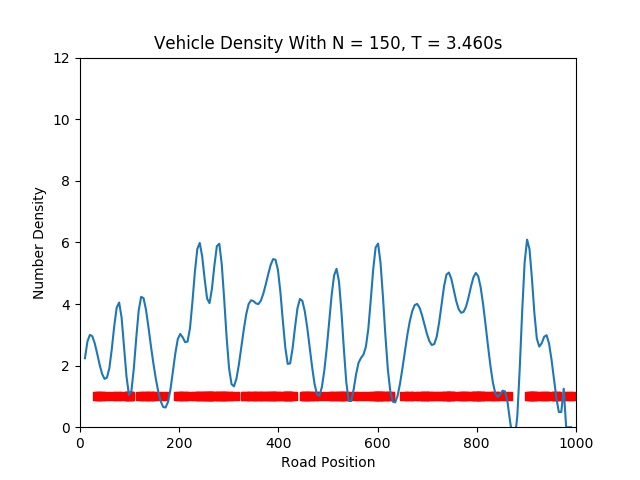 Vehicle Density With N = 150, T = 3.460s
12
10
8
6
4
2
0
Number Density
0 200 400 600 800 1000
Road Position